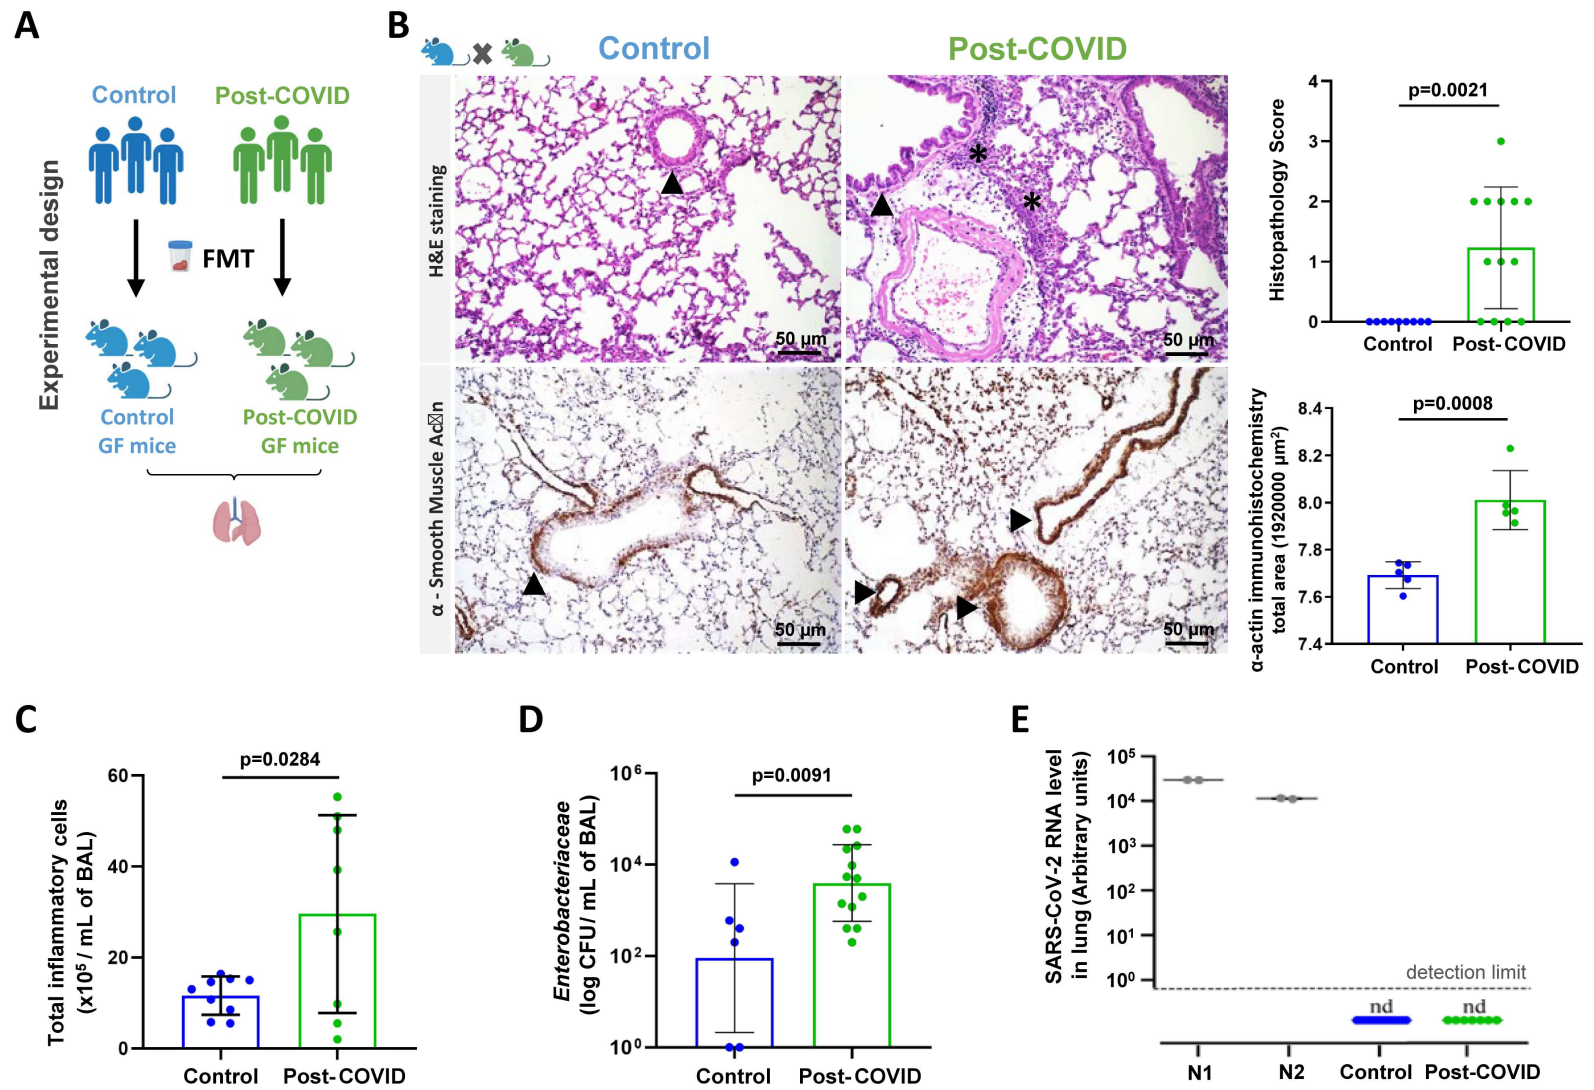 A
Experimental design
Control
Post-COVID
FMT
Control
GF mice
Post-COVID
GF mice
B
Control
Post-COVID
H&E staining
50 µm
50 µm
α - Smooth Muscle Ac☒n
50 µm
50 µm
Histopathology Score
4
3
2
1
0
p=0.0021
Control
Post-COVID
α-actin immunohistochemistry
total area (1920000 µm²)
8.4
8.2
8.0
7.8
7.6
7.4
p=0.0008
Control
Post-COVID
C
Total inflammatory cells
(x10⁵ / mL of BAL)
60
40
20
0
p=0.0284
Control
Post-COVID
D
Enterobacteriaceae
(log CFU/ mL of BAL)
10⁶
10⁴
10²
10⁰
p=0.0091
Control
Post-COVID
E
SARS-CoV-2 RNA level
in lung (Arbitrary units)
10⁵
10⁴
10³
10²
10¹
10⁰
detection limit
nd
nd
N1
N2
Control
Post-COVID